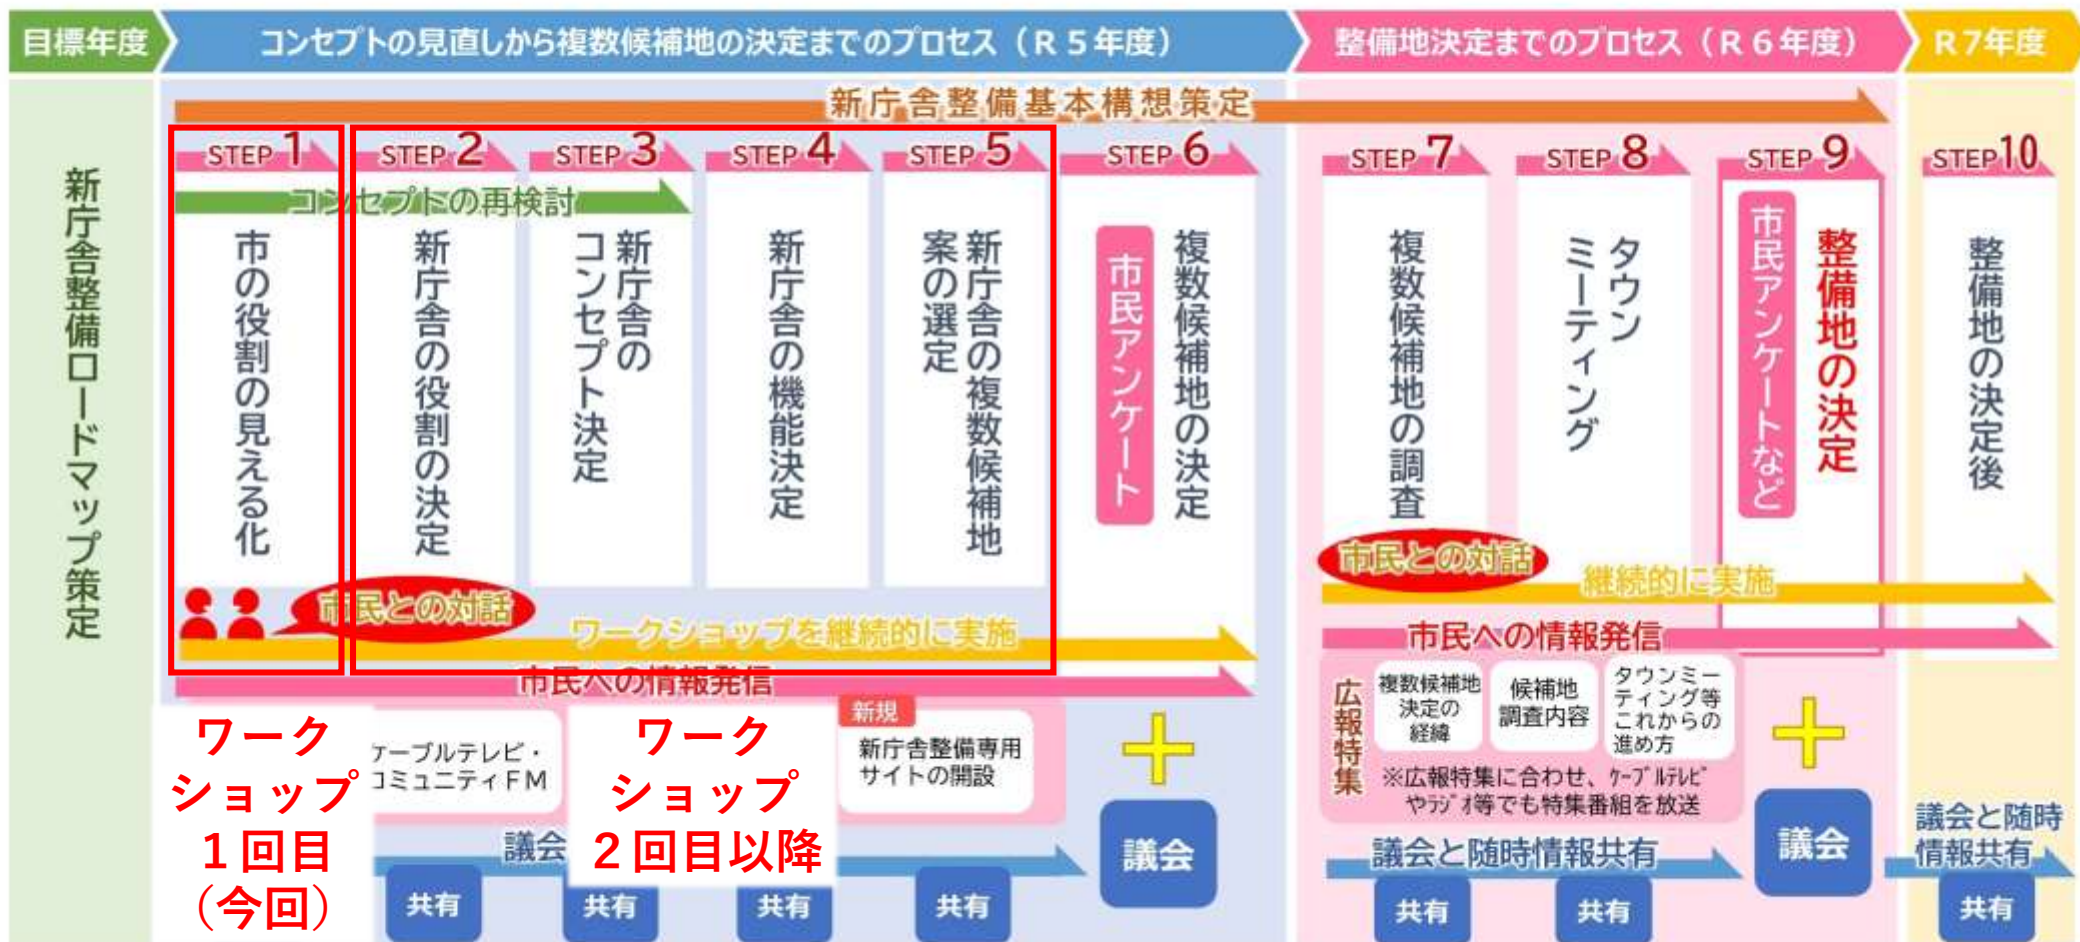 目標年度
コンセプトの見直しから複数候補地の決定までのプロセス（R５年度）
整備地決定までのプロセス（R６年度）
R７年度
新庁舎整備ロードマップ策定
新庁舎整備基本構想策定
STEP 1
STEP 2
STEP 3
STEP 4
STEP 5
STEP 6
STEP 7
STEP 8
STEP 9
STEP10
コンセプトの再検討
市の役割の見える化
新庁舎の役割の決定
新庁舎の
コンセプト決定
新庁舎の機能決定
新庁舎の複数候補地
案の選定
複数候補地の決定
市民アンケート
複数候補地の調査
タウン
ミーティング
整備地の決定
市民アンケートなど
整備地の決定後
市民との対話
ワークショップを継続的に実施
市民への情報発信
市民との対話
継続的に実施
市民への情報発信
ワーク
ショップ
１回目
（今回）
ケーブルテレビ・
コミュニティFM
ワーク
ショップ
２回目以降
新規
新庁舎整備専用
サイトの開設
議会
共有
共有
共有
共有
議会
広報特集
複数候補地
決定の
経緯
候補地
調査内容
タウンミー
ティング等
これからの
進め方
※広報特集に合わせ、ケーブルテレビ
やラジオ等でも特集番組を放送
議会と随時情報共有
共有
共有
議会
議会と随時
情報共有
共有